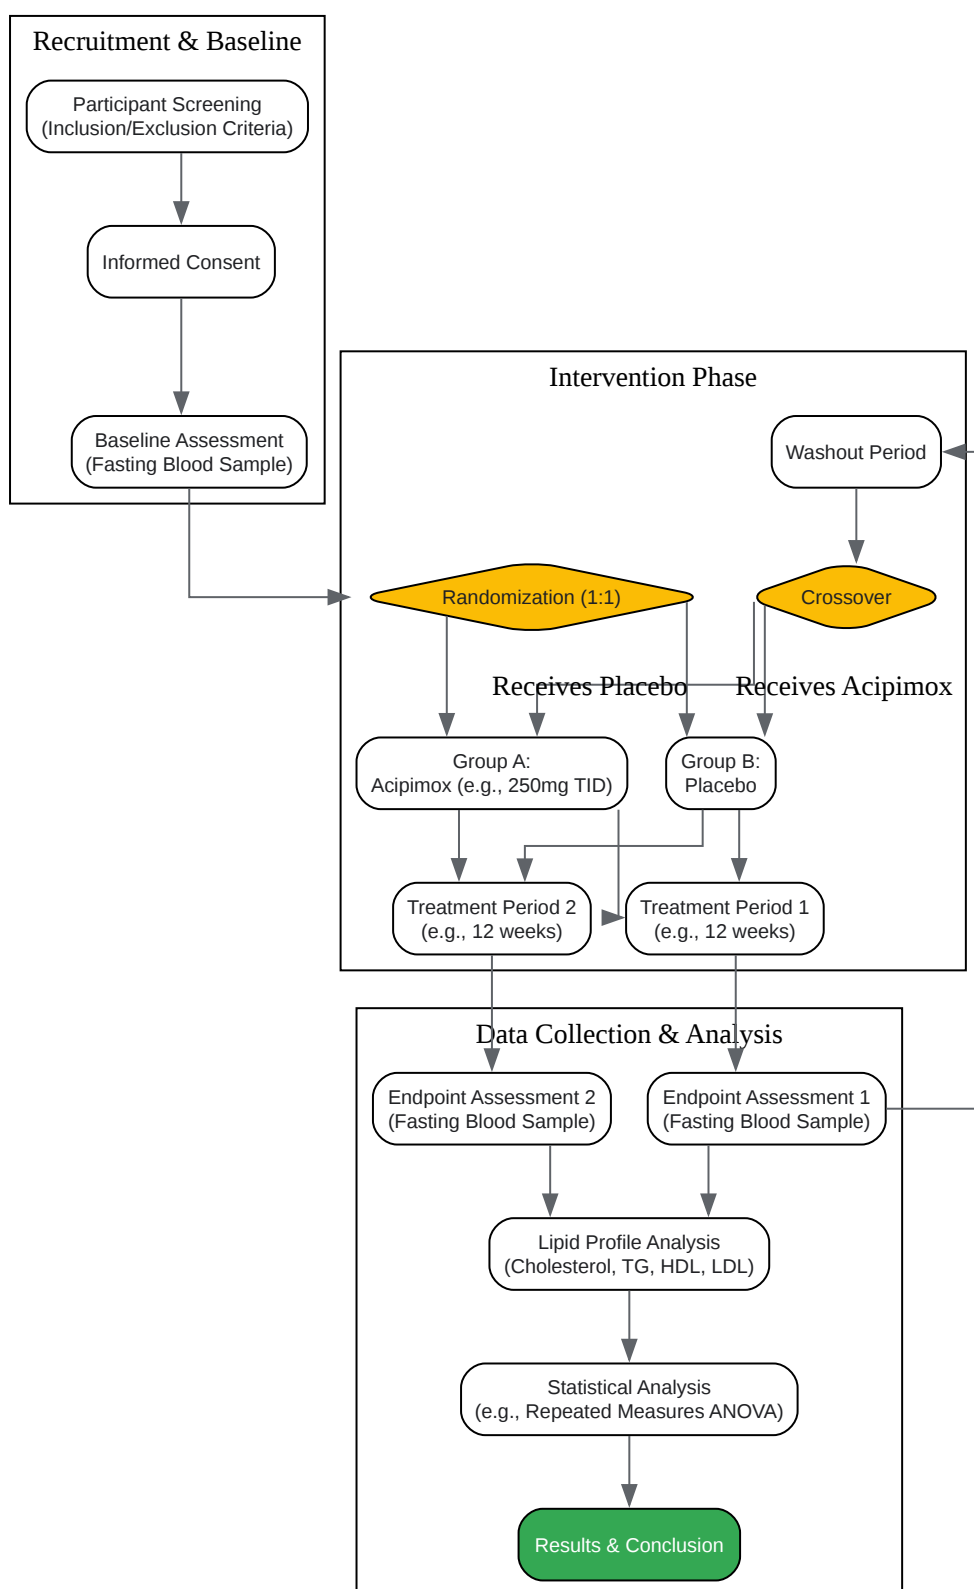 Recruitment & Baseline
Participant Screening
(Inclusion/Exclusion Criteria)
Informed Consent
Baseline Assessment
(Fasting Blood Sample)
Intervention Phase
Washout Period
Randomization (1:1)
Crossover
Receives Placebo
Receives Acipimox
Group A:
Acipimox (e.g., 250mg TID)
Group B:
Placebo
Treatment Period 2
(e.g., 12 weeks)
Treatment Period 1
(e.g., 12 weeks)
Data Collection & Analysis
Endpoint Assessment 2
(Fasting Blood Sample)
Endpoint Assessment 1
(Fasting Blood Sample)
Lipid Profile Analysis
(Cholesterol, TG, HDL, LDL)
Statistical Analysis
(e.g., Repeated Measures ANOVA)
Results & Conclusion